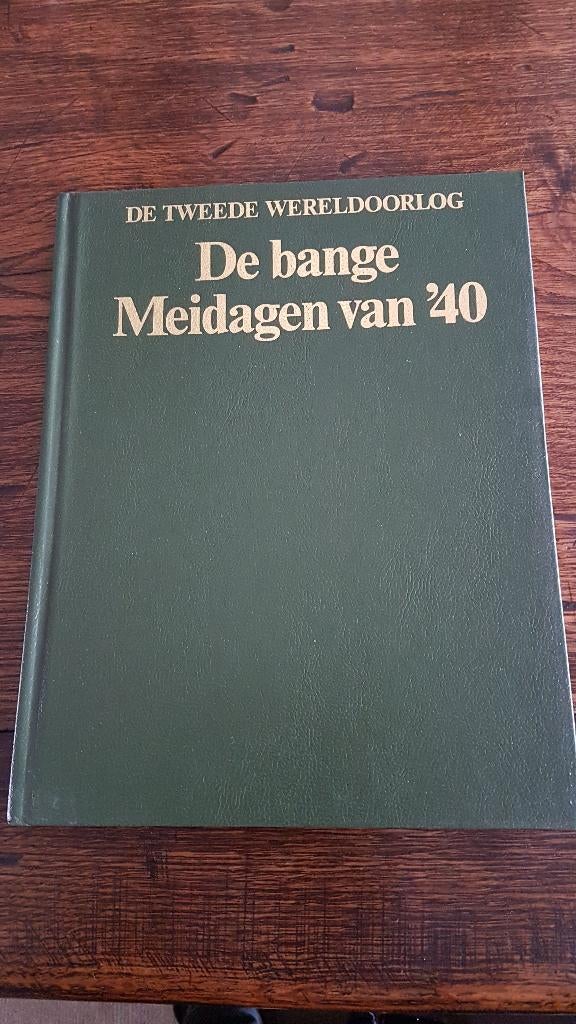 DE TWEEDE WERELDOORLOG
De bange
Meidagen van ’40